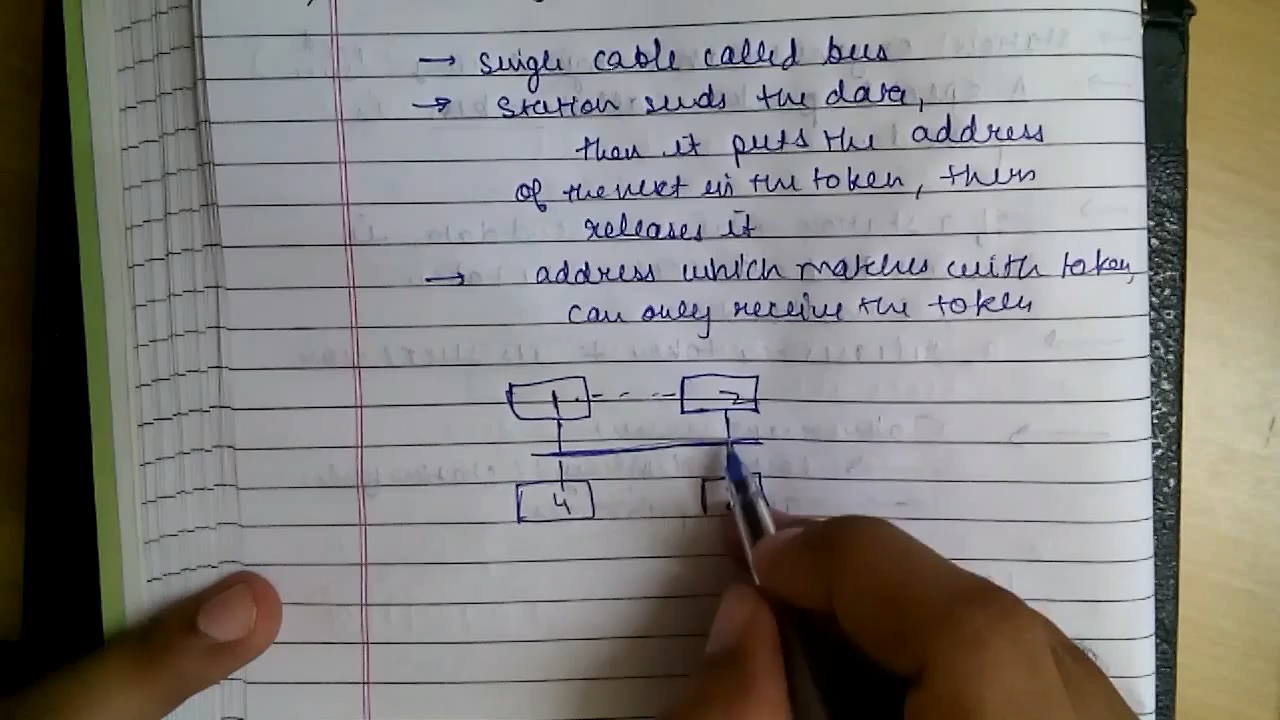 → single cable called bus
→ station sends the data,
then it puts the address
of the next in the token, then
releases it
→ address which matches with token,
can only receive the token
1 2
4